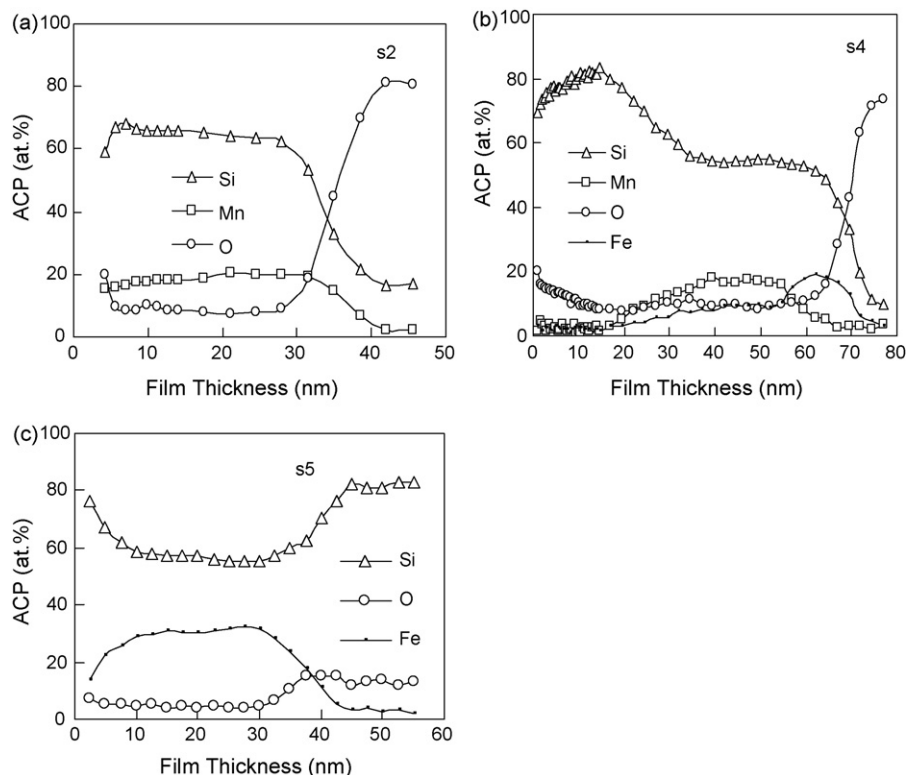 (a)
100
80
60
40
20
0
ACP (at.%)
s2
Si
Mn
O
0 10 20 30 40 50
Film Thickness (nm)
(b)
100
80
60
40
20
0
ACP (at.%)
s4
Si
Mn
O
Fe
0 10 20 30 40 50 60 70 80
Film Thickness (nm)
(c)
100
80
60
40
20
0
ACP (at.%)
s5
Si
O
Fe
0 10 20 30 40 50 60
Film Thickness (nm)